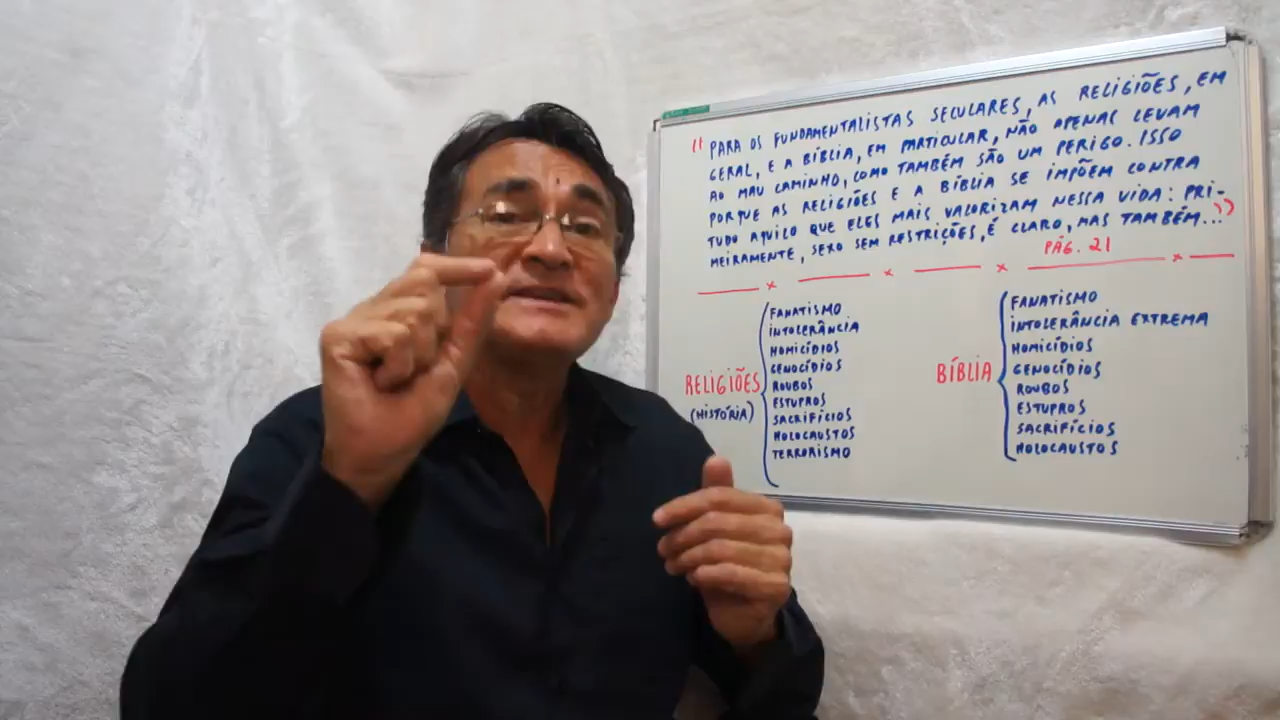 " PARA OS FUNDAMENTALISTAS SECULARES, AS RELIGIÕES, EM
GERAL, E A BÍBLIA, EM PARTICULAR, NÃO APENAS LEVAM
AO MAU CAMINHO, COMO TAMBÉM SÃO UM PERIGO. ISSO
PORQUE AS RELIGIÕES E A BÍBLIA SE IMPÕEM CONTRA
TUDO AQUILO QUE ELES MAIS VALORIZAM NESSA VIDA: PRI-
MEIRAMENTE, SEXO SEM RESTRIÇÕES, É CLARO, MAS TAMBÉM... "
PÁG. 21
RELIGIÕES
(HISTÓRIA)
FANATISMO
INTOLERÂNCIA
HOMICÍDIOS
GENOCÍDIOS
ROUBOS
ESTUPROS
SACRIFÍCIOS
HOLOCAUSTOS
TERRORISMO
BÍBLIA
FANATISMO
INTOLERÂNCIA EXTREMA
HOMICÍDIOS
GENOCÍDIOS
ROUBOS
ESTUPROS
SACRIFÍCIOS
HOLOCAUSTOS